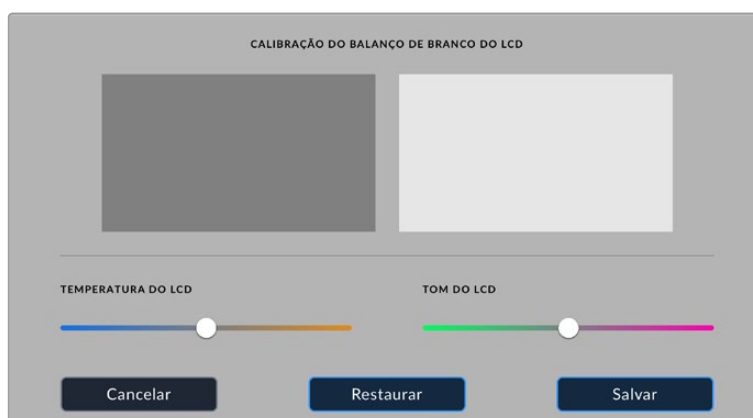 CALIBRAÇÃO DO BALANÇO DE BRANCO DO LCD
TEMPERATURA DO LCD
TOM DO LCD
Cancelar
Restaurar
Salvar